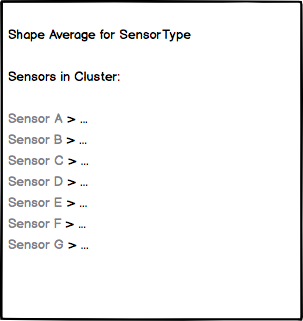 Shape Average for SensorType
Sensors in Cluster:
Sensor A > ...
Sensor B > ...
Sensor C > ...
Sensor D > ...
Sensor E > ...
Sensor F > ...
Sensor G > ...